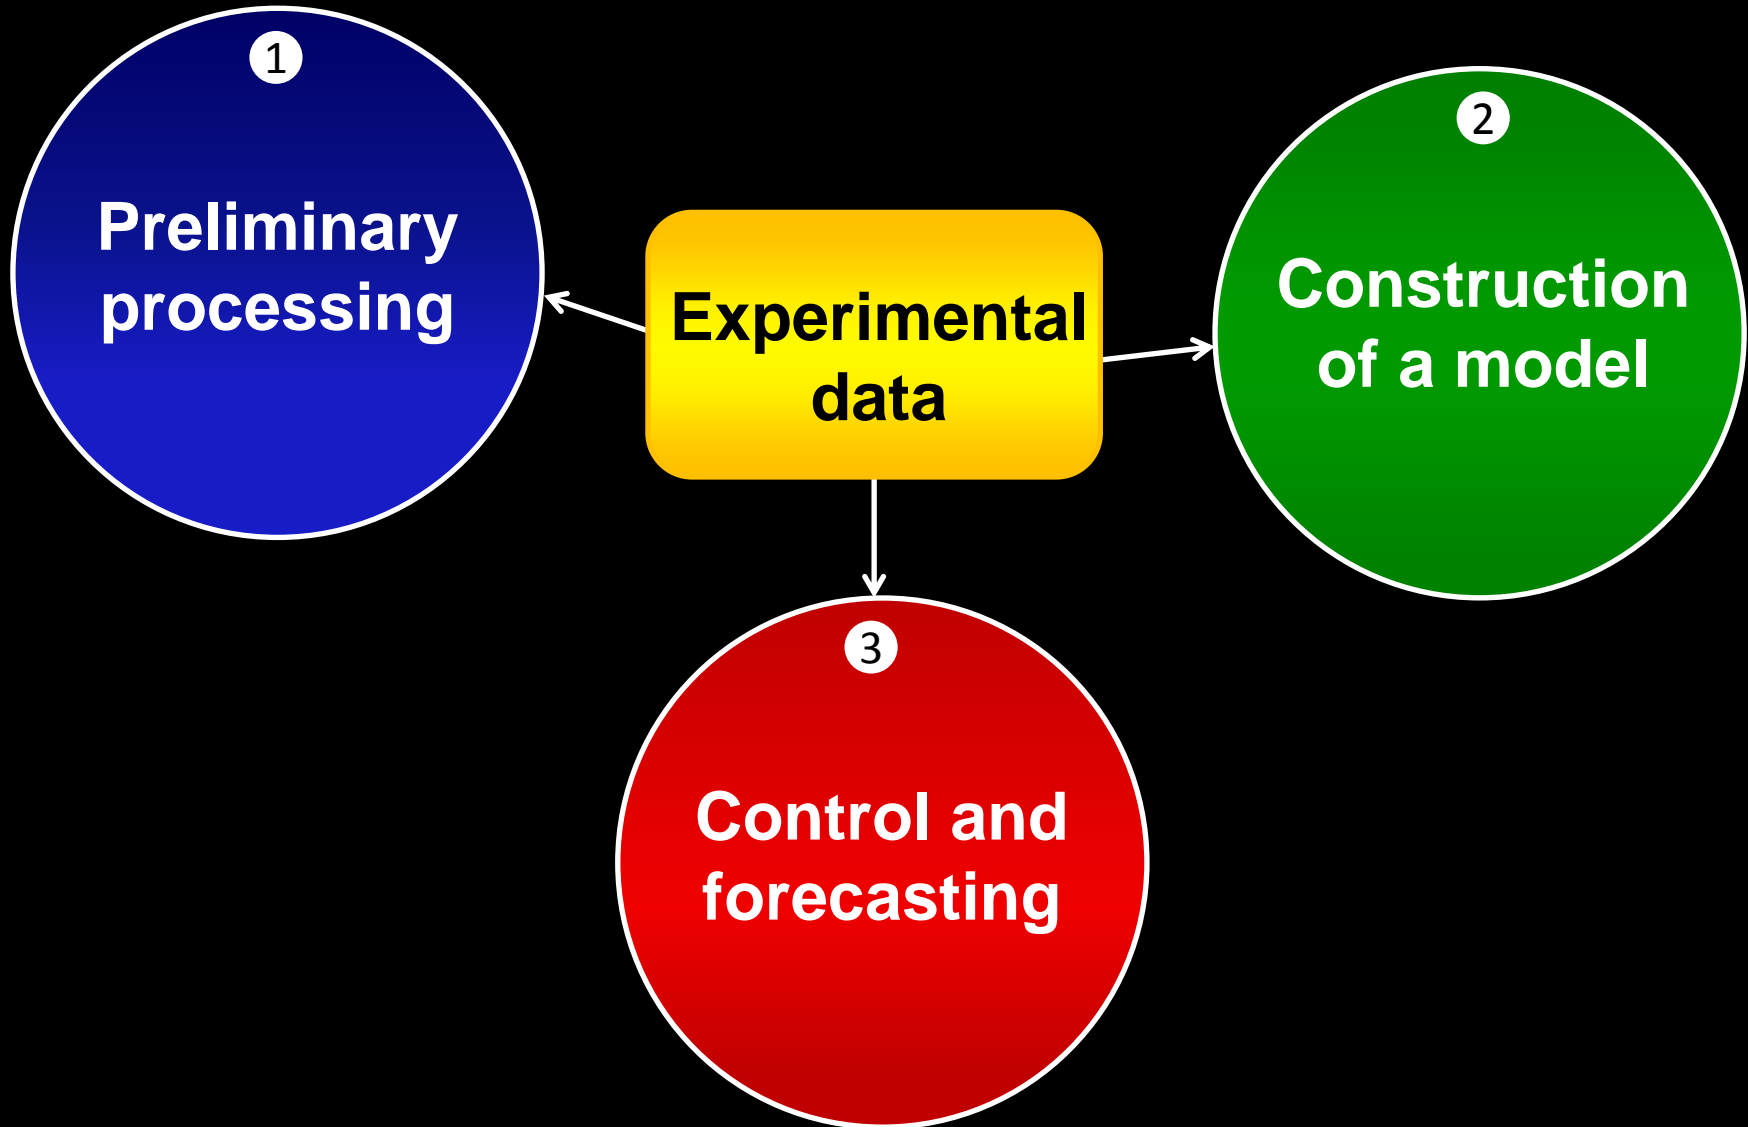 1
Preliminary
processing
Experimental
data
2
Construction
of a model
3
Control and
forecasting